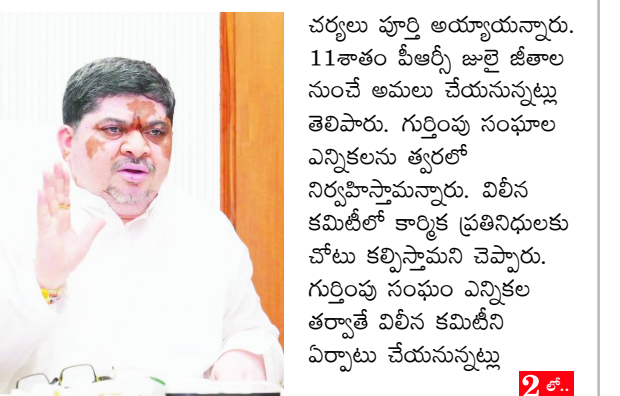 చర్యలు పూర్తి అయ్యాయన్నారు.
11శాతం పీఆర్సీ జులై జీతాల
నుంచే అమలు చేయనున్నట్లు
తెలిపారు. గుర్తింపు సంఘాల
ఎన్నికలను త్వరలో
నిర్వహిస్తామన్నారు. విలీన
కమిటీలో కార్మిక ప్రతినిధులకు
చోటు కల్పిస్తామని చెప్పారు.
గుర్తింపు సంఘం ఎన్నికల
తర్వాతే విలీన కమిటీని
ఏర్పాటు చేయనున్నట్లు
2 లో..